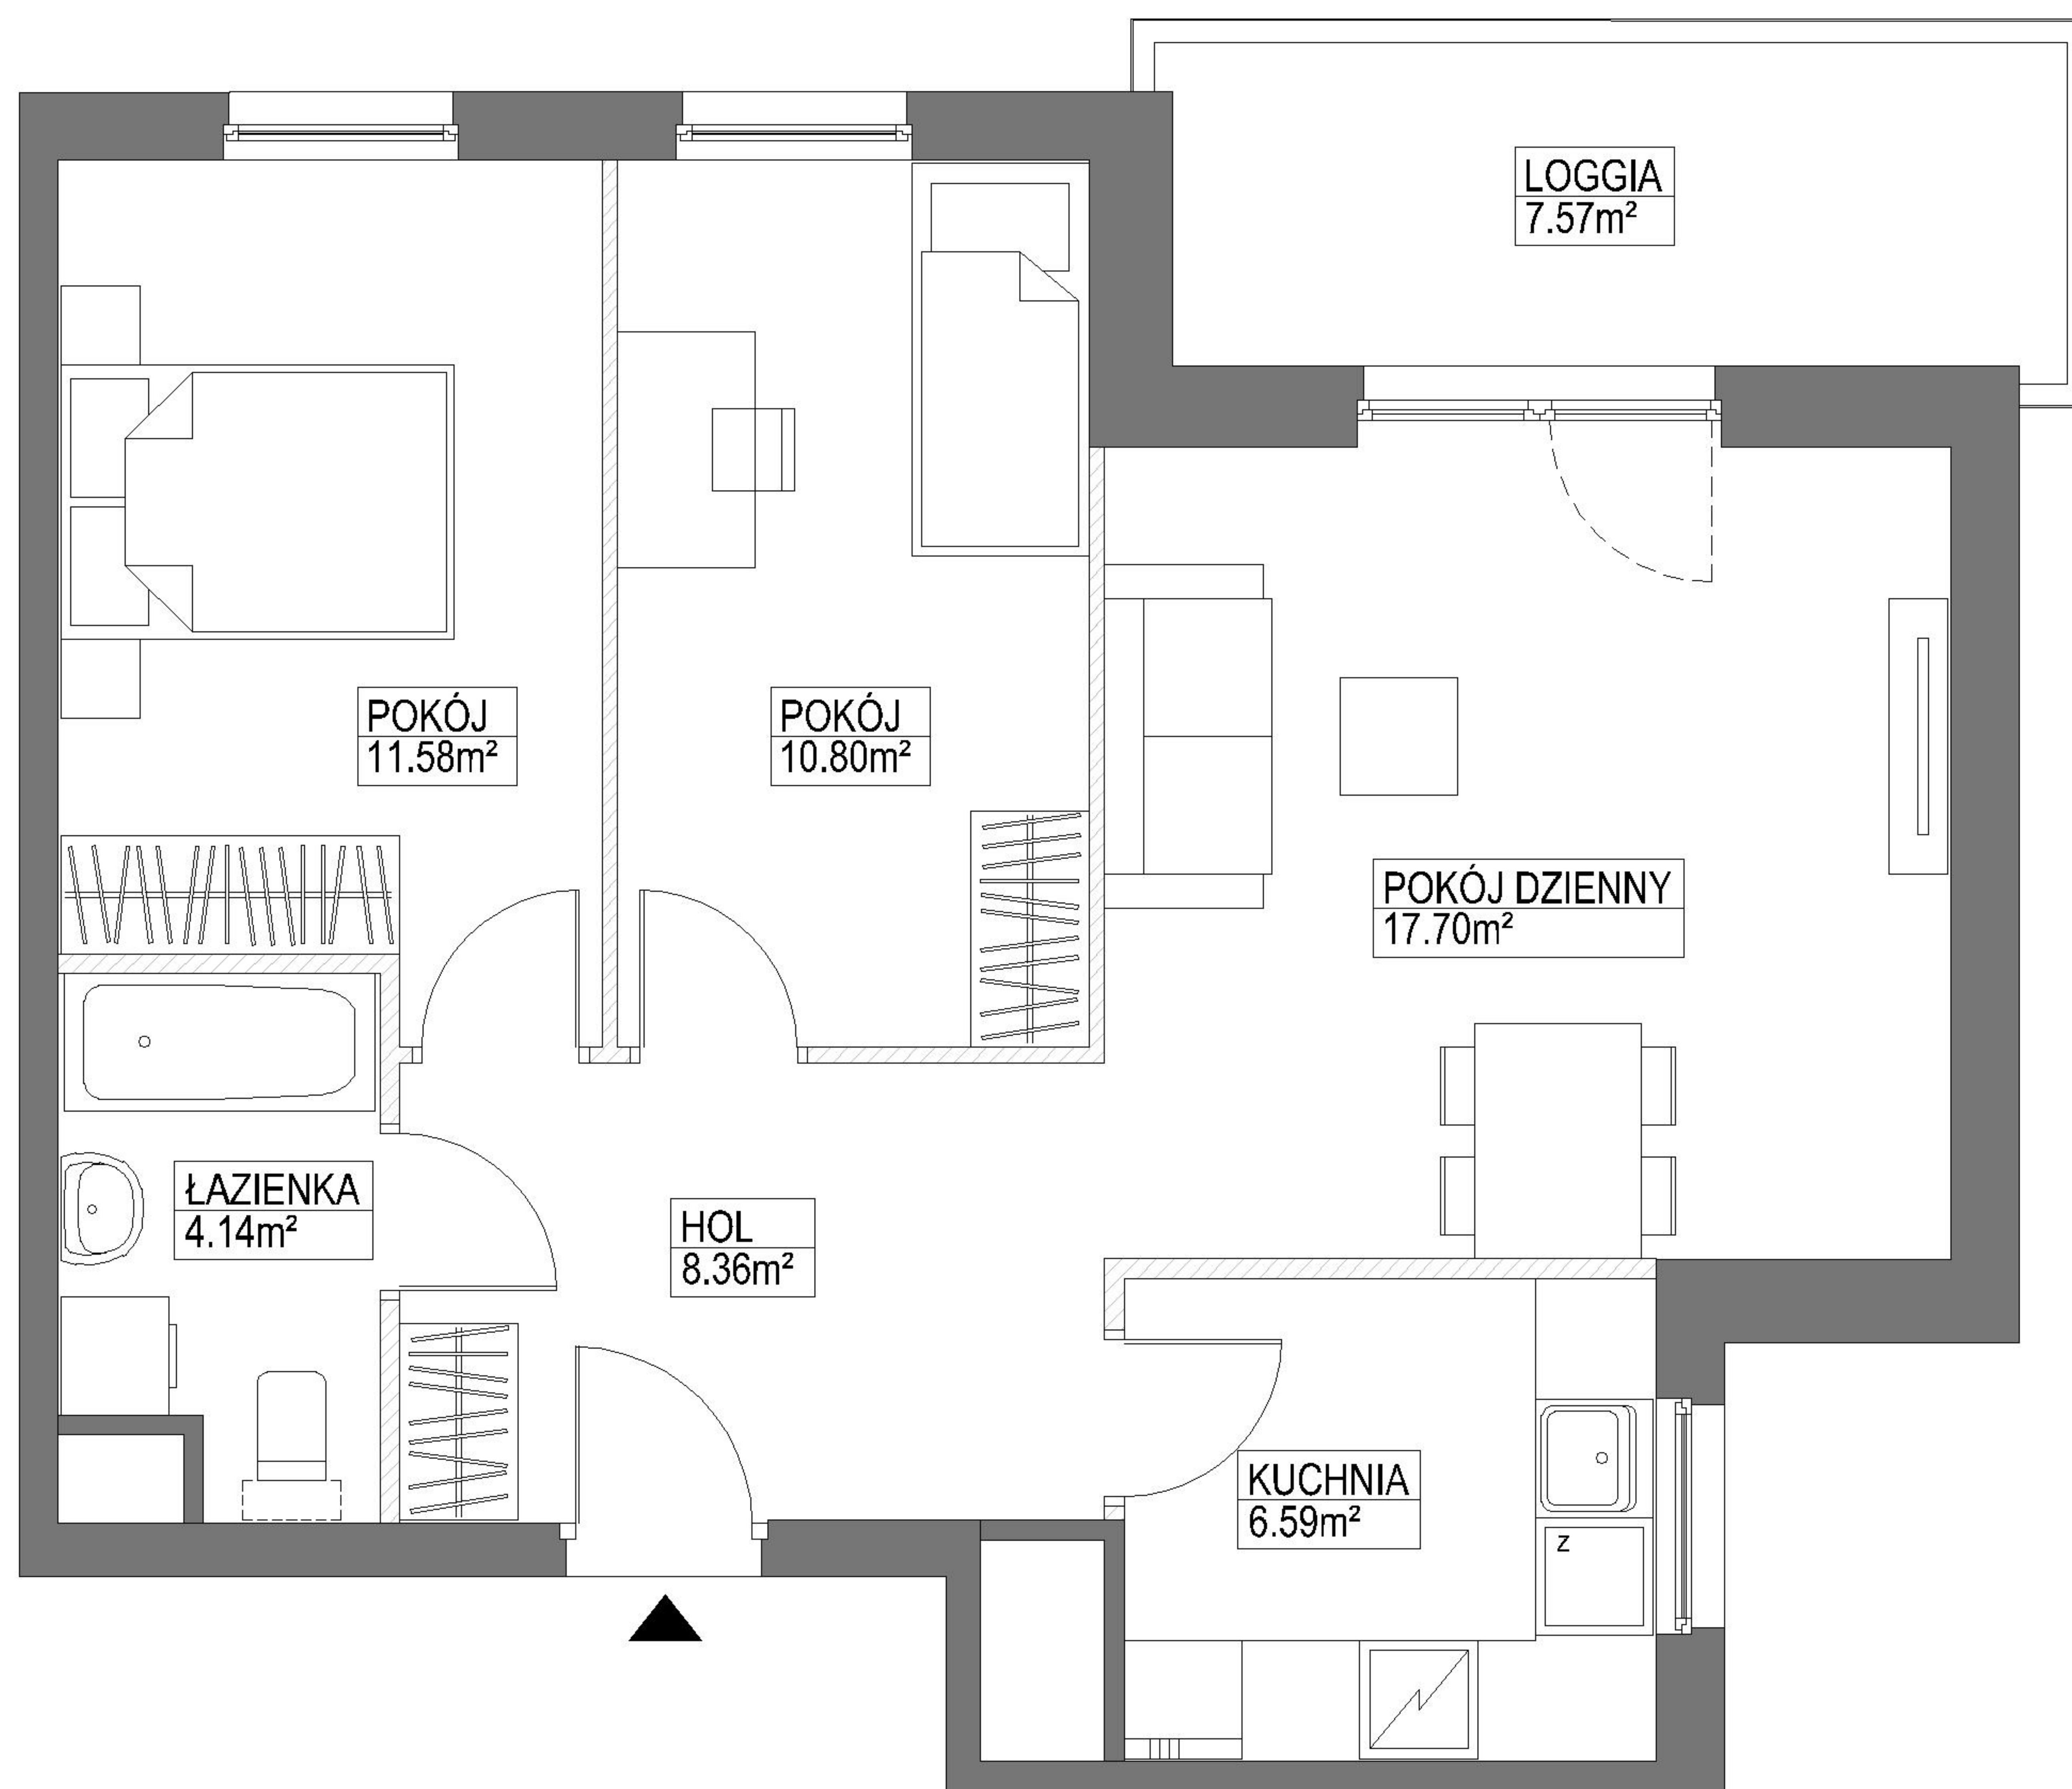 LOGGIA
7.57m²
POKÓJ
11.58m²
POKÓJ
10.80m²
POKÓJ DZIENNY
17.70m²
ŁAZIENKA
4.14m²
HOL
8.36m²
KUCHNIA
6.59m²
Z